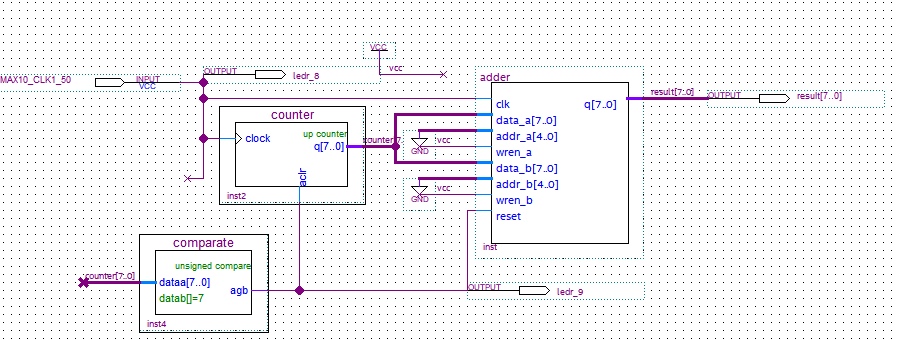 VCC
vcc
MAX10_CLK1_50
INPUT
VCC
OUTPUT
ledr_8
adder
clk
q[7..0]
result[7..0]
OUTPUT
result[7..0]
data_a[7..0]
addr_a[4..0]
wren_a
data_b[7..0]
addr_b[4..0]
wren_b
reset
inst
counter
up counter
clock
q[7..0]
aclr
inst2
counter[7
vcc
GND
vcc
GND
comparate
unsigned compare
counter[7..0]
dataa[7..0]
agb
datab[]=7
inst4
OUTPUT
ledr_9